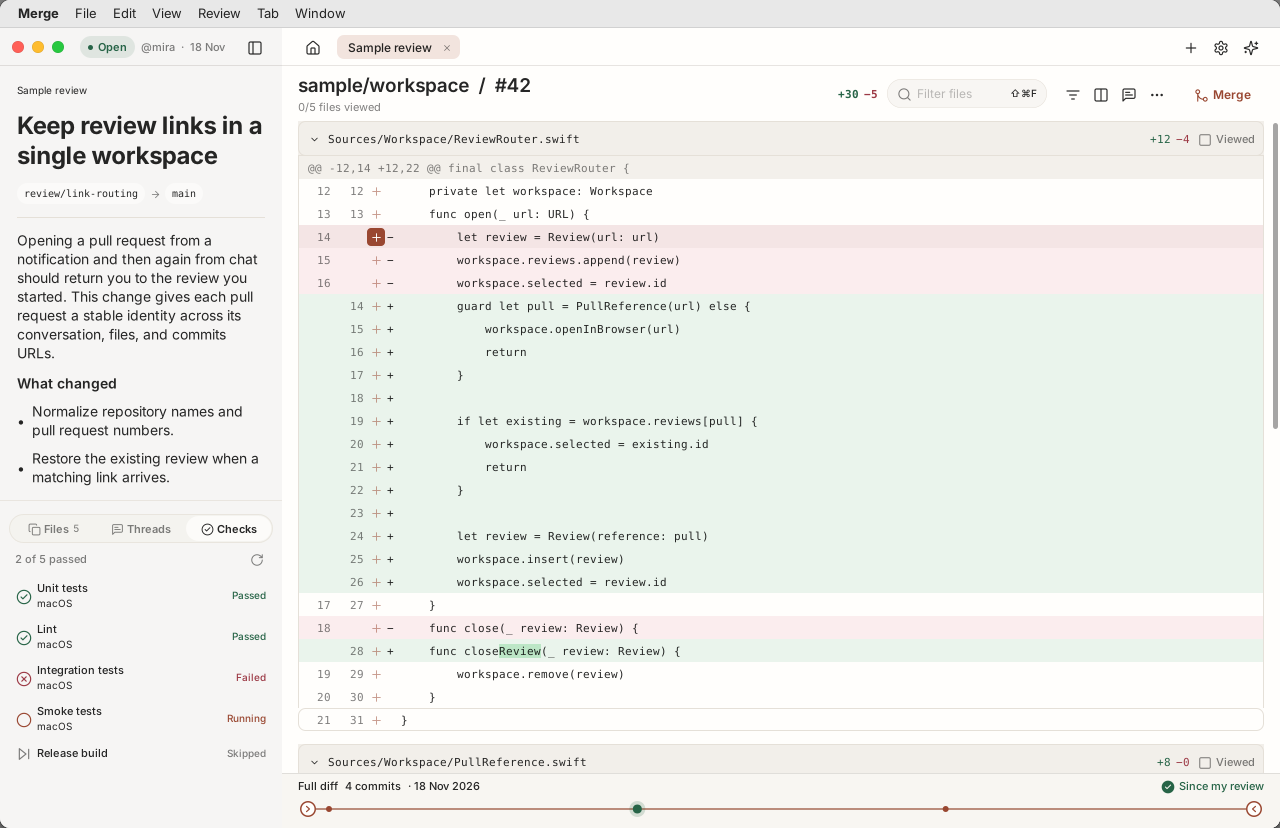 Merge File Edit View Review Tab Window
Open @mira · 18 Nov
Sample review ×
Sample review
Keep review links in a
single workspace
review/link-routing → main
Opening a pull request from a
notification and then again from chat
should return you to the review you
started. This change gives each pull
request a stable identity across its
conversation, files, and commits
URLs.
What changed
• Normalize repository names and
pull request numbers.
• Restore the existing review when a
matching link arrives.
Files 5 Threads Checks
2 of 5 passed
Unit tests
macOS
Passed
Lint
macOS
Passed
Integration tests
macOS
Failed
Smoke tests
macOS
Running
Release build Skipped
sample/workspace / #42
0/5 files viewed
+30 −5 Filter files ⇧⌘F Merge
Sources/Workspace/ReviewRouter.swift +12 −4 Viewed
@@ -12,14 +12,22 @@ final class ReviewRouter {
12 12 + private let workspace: Workspace
13 13 + func open(_ url: URL) {
14 + − let review = Review(url: url)
15 + − workspace.reviews.append(review)
16 + − workspace.selected = review.id
14 + + guard let pull = PullReference(url) else {
15 + + workspace.openInBrowser(url)
16 + + return
17 + + }
18 + +
19 + + if let existing = workspace.reviews[pull] {
20 + + workspace.selected = existing.id
21 + + return
22 + + }
23 + +
24 + + let review = Review(reference: pull)
25 + + workspace.insert(review)
26 + + workspace.selected = review.id
17 27 + }
18 + − func close(_ review: Review) {
28 + + func closeReview(_ review: Review) {
19 29 + workspace.remove(review)
20 30 + }
21 31 + }
Sources/Workspace/PullReference.swift +8 −0 Viewed
Full diff 4 commits · 18 Nov 2026 Since my review